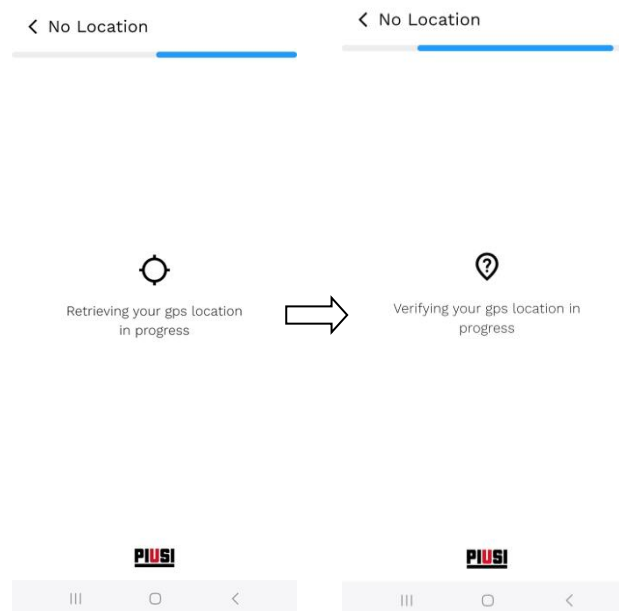 No Location
Retrieving your gps location
in progress
PIUSI
No Location
Verifying your gps location in
progress
PIUSI